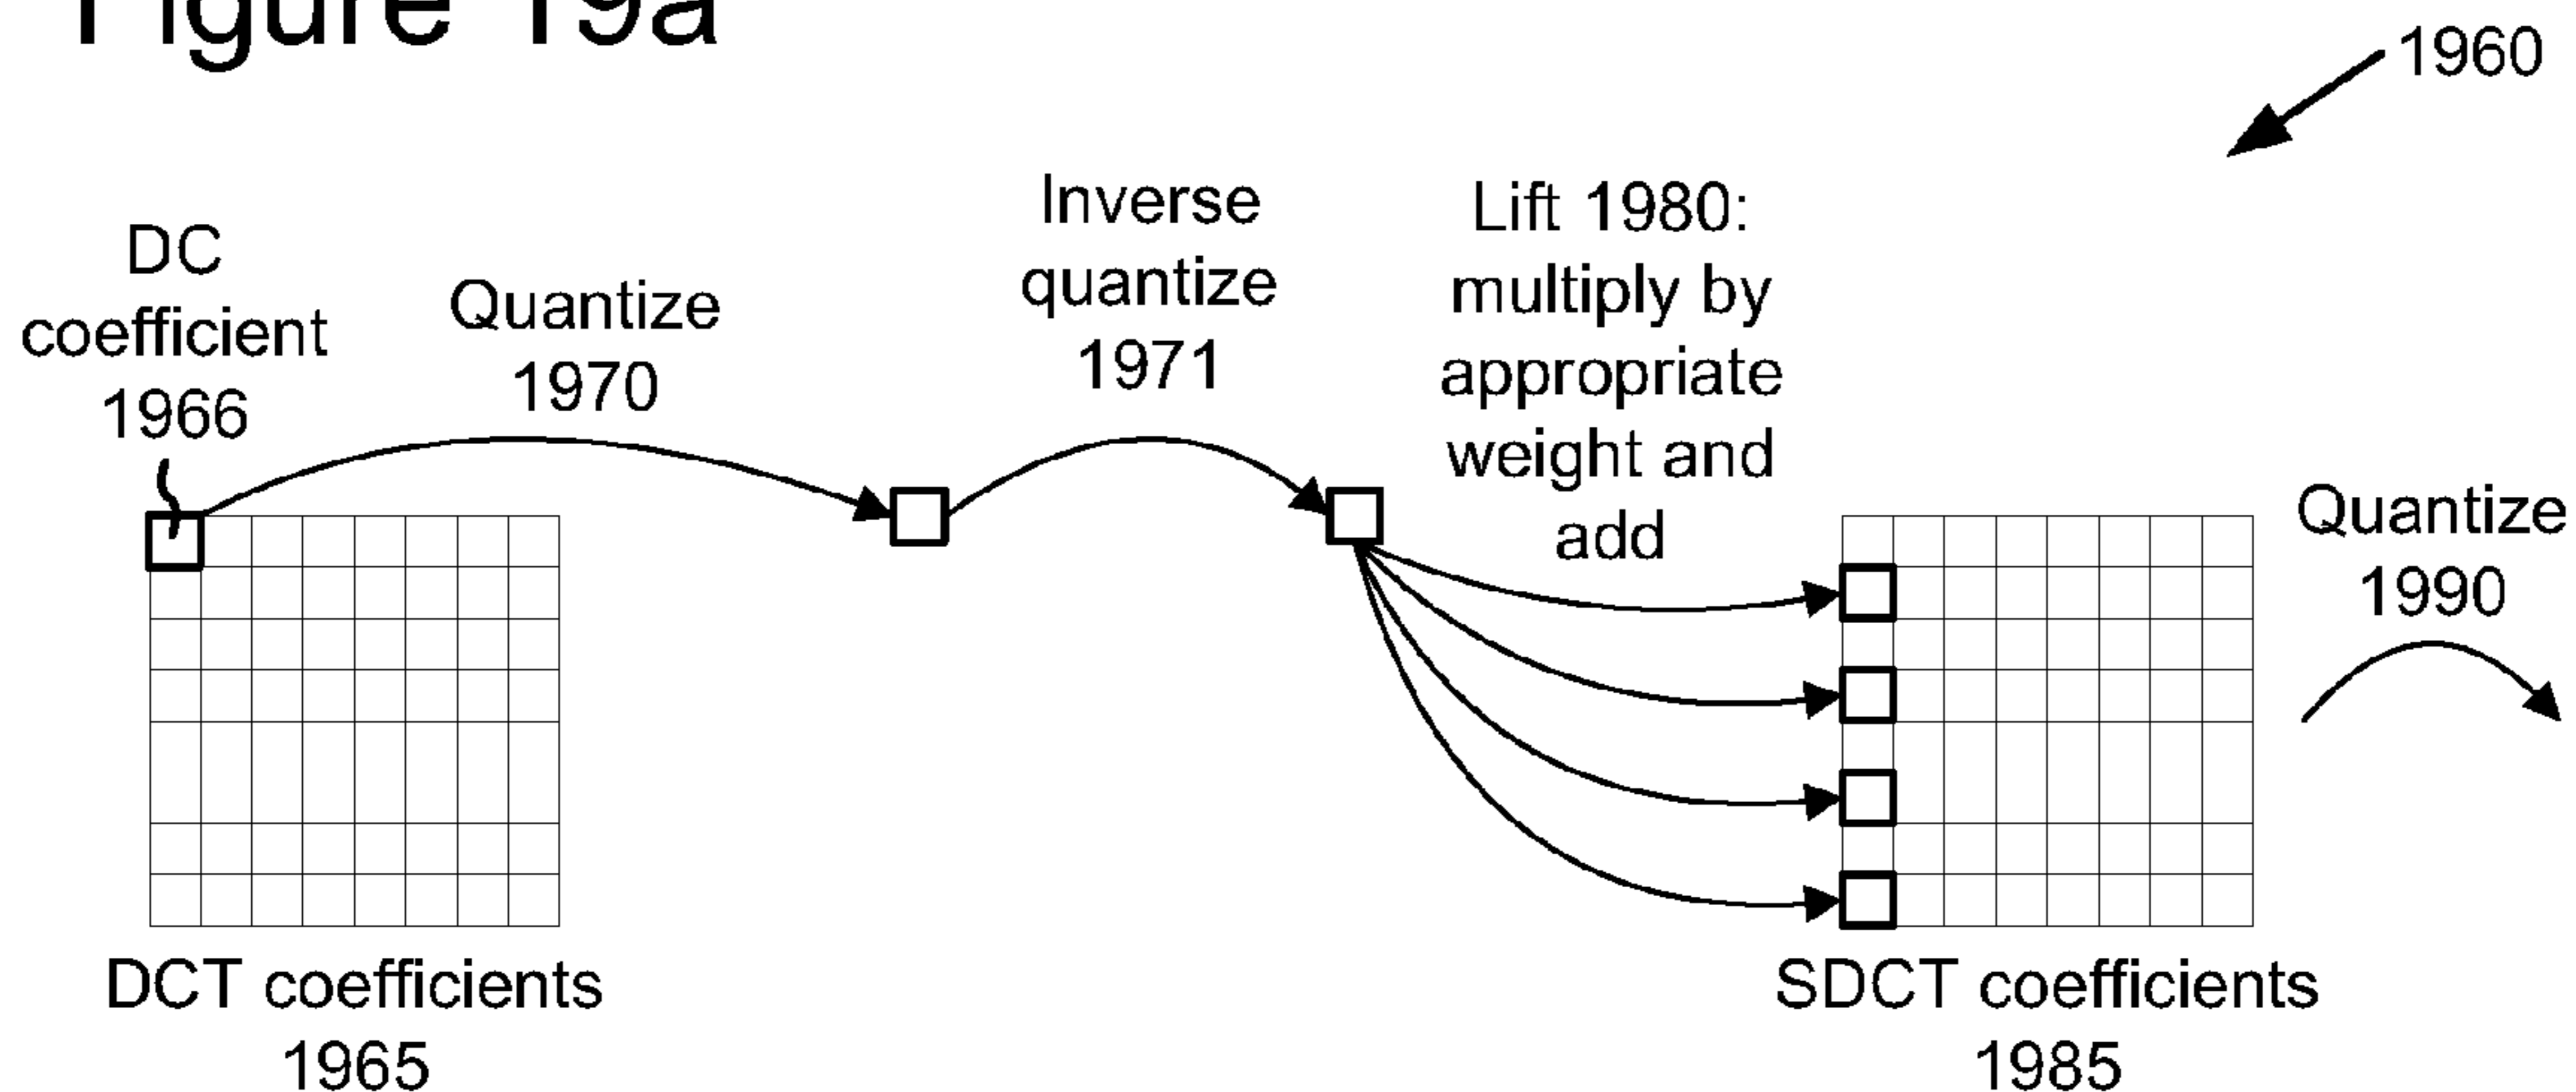 Figure 19a
1960
DC
coefficient
1966
Quantize
1970
Inverse
quantize
1971
Lift 1980:
multiply by
appropriate
weight and
add
Quantize
1990
DCT coefficients
1965
SDCT coefficients
1985